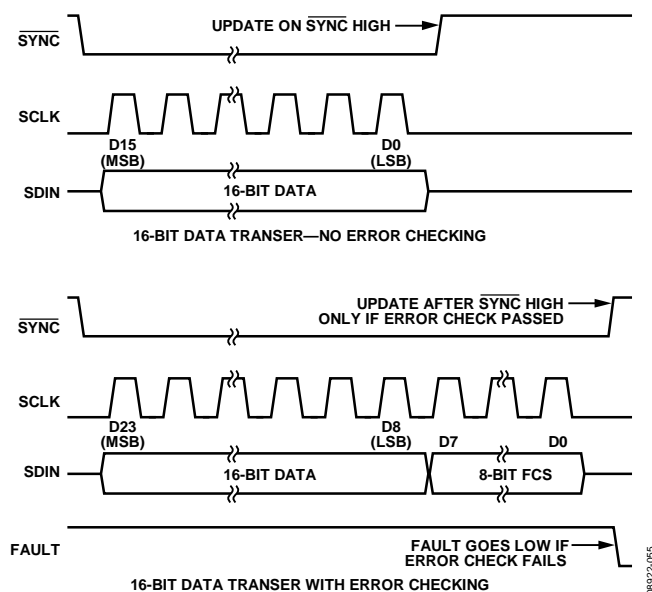 UPDATE ON SYNC HIGH
SYNC
SCLK
D15
(MSB)
D0
(LSB)
SDIN
16-BIT DATA
16-BIT DATA TRANSER—NO ERROR CHECKING
UPDATE AFTER SYNC HIGH
ONLY IF ERROR CHECK PASSED
SYNC
SCLK
D23
(MSB)
D8
(LSB)
D7
D0
SDIN
16-BIT DATA
8-BIT FCS
FAULT
FAULT GOES LOW IF
ERROR CHECK FAILS
16-BIT DATA TRANSER WITH ERROR CHECKING
08922-055